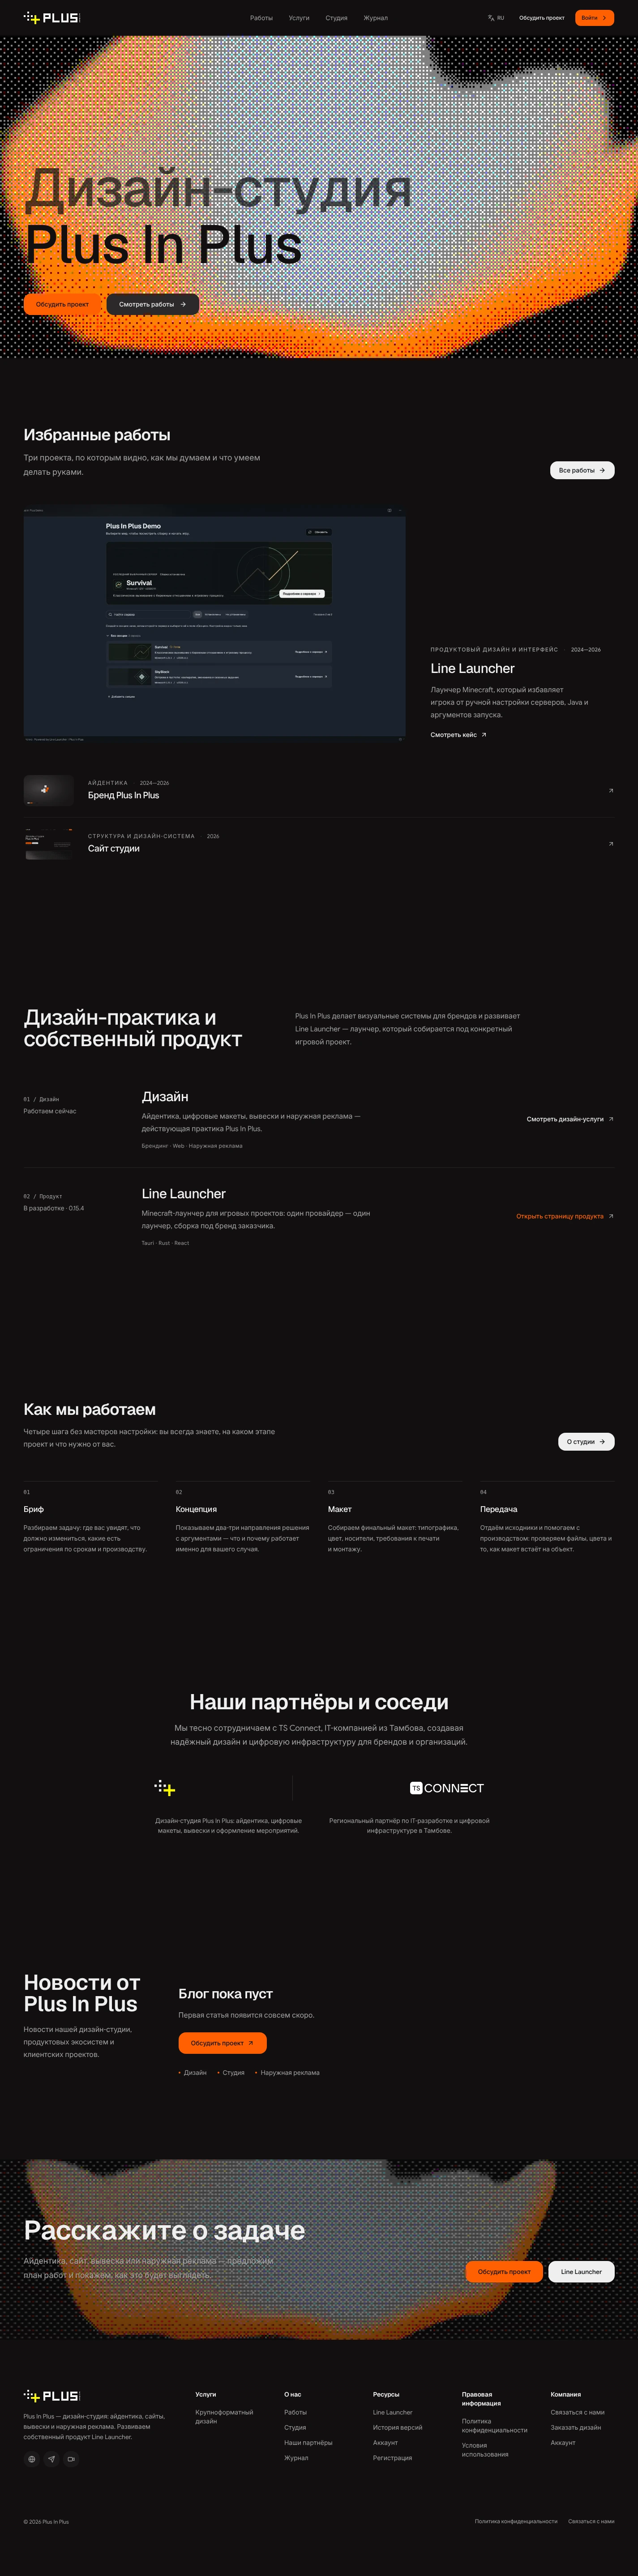 PLUS
Работы
Услуги
Студия
Журнал
RU
Обсудить проект
Войти
Дизайн-студия
Plus In Plus
Обсудить проект
Смотреть работы
Избранные работы
Три проекта, по которым видно, как мы думаем и что умеем
делать руками.
Все работы
Plus In Plus Demo
Survival
ПРОДУКТОВЫЙ ДИЗАЙН И ИНТЕРФЕЙС · 2024—2026
Line Launcher
Лаунчер Minecraft, который избавляет
игрока от ручной настройки серверов, Java и
аргументов запуска.
Смотреть кейс
АЙДЕНТИКА · 2024—2026
Бренд Plus In Plus
СТРУКТУРА И ДИЗАЙН-СИСТЕМА · 2026
Сайт студии
Дизайн-практика и
собственный продукт
Plus In Plus делает визуальные системы для брендов и развивает
Line Launcher — лаунчер, который собирается под конкретный
игровой проект.
01 / Дизайн
Работаем сейчас
Дизайн
Айдентика, цифровые макеты, вывески и наружная реклама —
действующая практика Plus In Plus.
Брендинг · Web · Наружная реклама
Смотреть дизайн-услуги
02 / Продукт
В разработке · 0.15.4
Line Launcher
Minecraft-лаунчер для игровых проектов: один провайдер — один
лаунчер, сборка под бренд заказчика.
Tauri · Rust · React
Открыть страницу продукта
Как мы работаем
Четыре шага без мастеров настройки: вы всегда знаете, на каком этапе
проект и что нужно от вас.
О студии
01
Бриф
Разбираем задачу: где вас увидят, что
должно измениться, какие есть
ограничения по срокам и производству.
02
Концепция
Показываем два-три направления решения
с аргументами — что и почему работает
именно для вашего случая.
03
Макет
Собираем финальный макет: типографика,
цвет, носители, требования к печати
и монтажу.
04
Передача
Отдаём исходники и помогаем с
производством: проверяем файлы, цвета и
то, как макет встаёт на объект.
Наши партнёры и соседи
Мы тесно сотрудничаем с TS Connect, IT-компанией из Тамбова, создавая
надёжный дизайн и цифровую инфраструктуру для брендов и организаций.
TS CONNECT
Дизайн-студия Plus In Plus: айдентика, цифровые
макеты, вывески и оформление мероприятий.
Региональный партнёр по IT-разработке и цифровой
инфраструктуре в Тамбове.
Новости от
Plus In Plus
Новости нашей дизайн-студии,
продуктовых экосистем и
клиентских проектов.
Блог пока пуст
Первая статья появится совсем скоро.
Обсудить проект
• Дизайн • Студия • Наружная реклама
Расскажите о задаче
Айдентика, сайт, вывеска или наружная реклама — предложим
план работ и покажем, как это будет выглядеть.
Обсудить проект
Line Launcher
PLUS
Plus In Plus — дизайн-студия: айдентика, сайты,
вывески и наружная реклама. Развиваем
собственный продукт Line Launcher.
Услуги
Крупноформатный
дизайн
О нас
Работы
Студия
Наши партнёры
Журнал
Ресурсы
Line Launcher
История версий
Аккаунт
Регистрация
Правовая
информация
Политика
конфиденциальности
Условия
использования
Компания
Связаться с нами
Заказать дизайн
Аккаунт
© 2026 Plus In Plus
Политика конфиденциальности
Связаться с нами